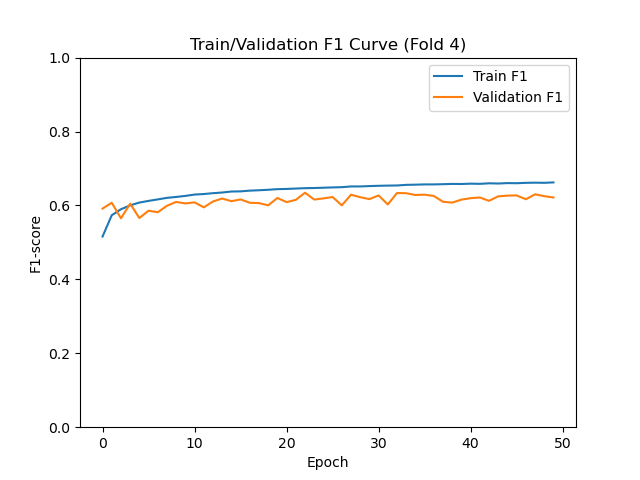 Train/Validation F1 Curve (Fold 4)
Train F1
Validation F1
F1-score
1.0
0.8
0.6
0.4
0.2
0.0
0 10 20 30 40 50
Epoch